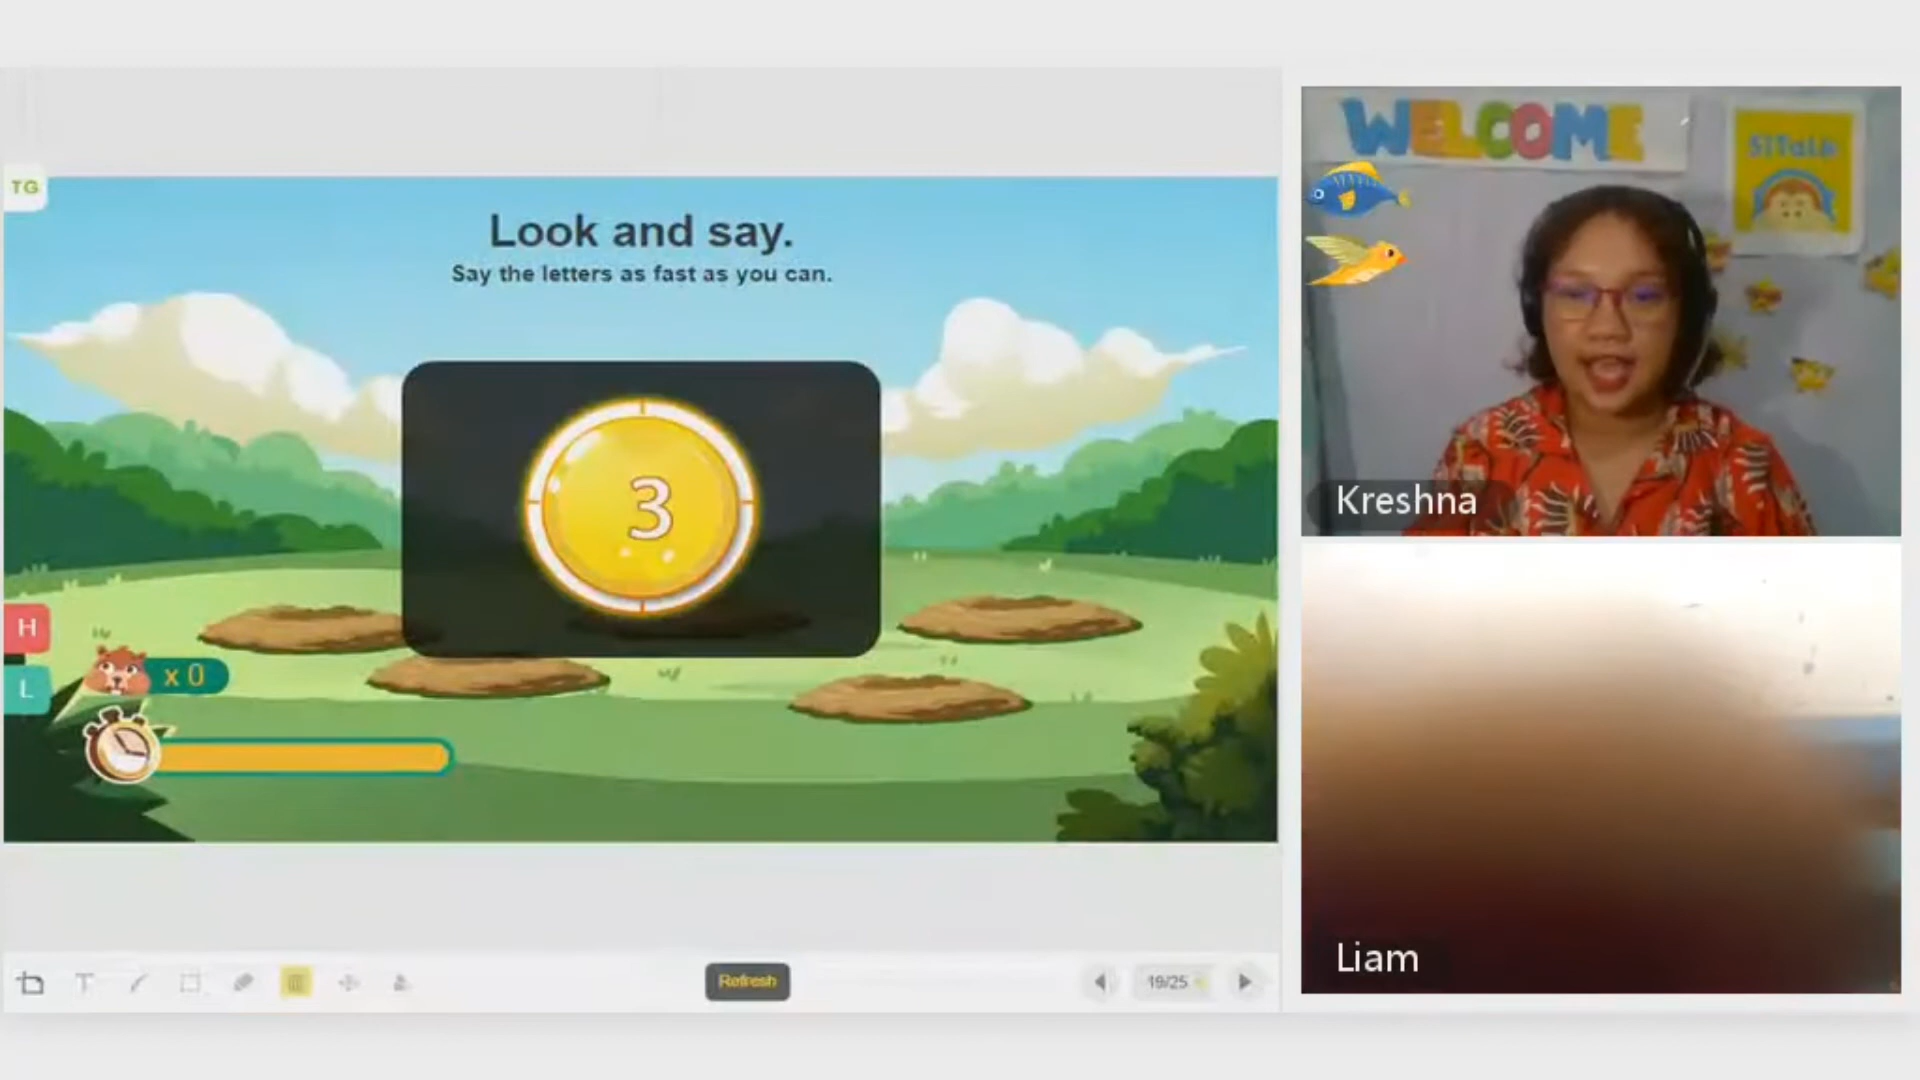 TG
Look and say.
Say the letters as fast as you can.
3
H
L
x 0
Refresh
19/25
WELCOME
51Talk
Kreshna
Liam